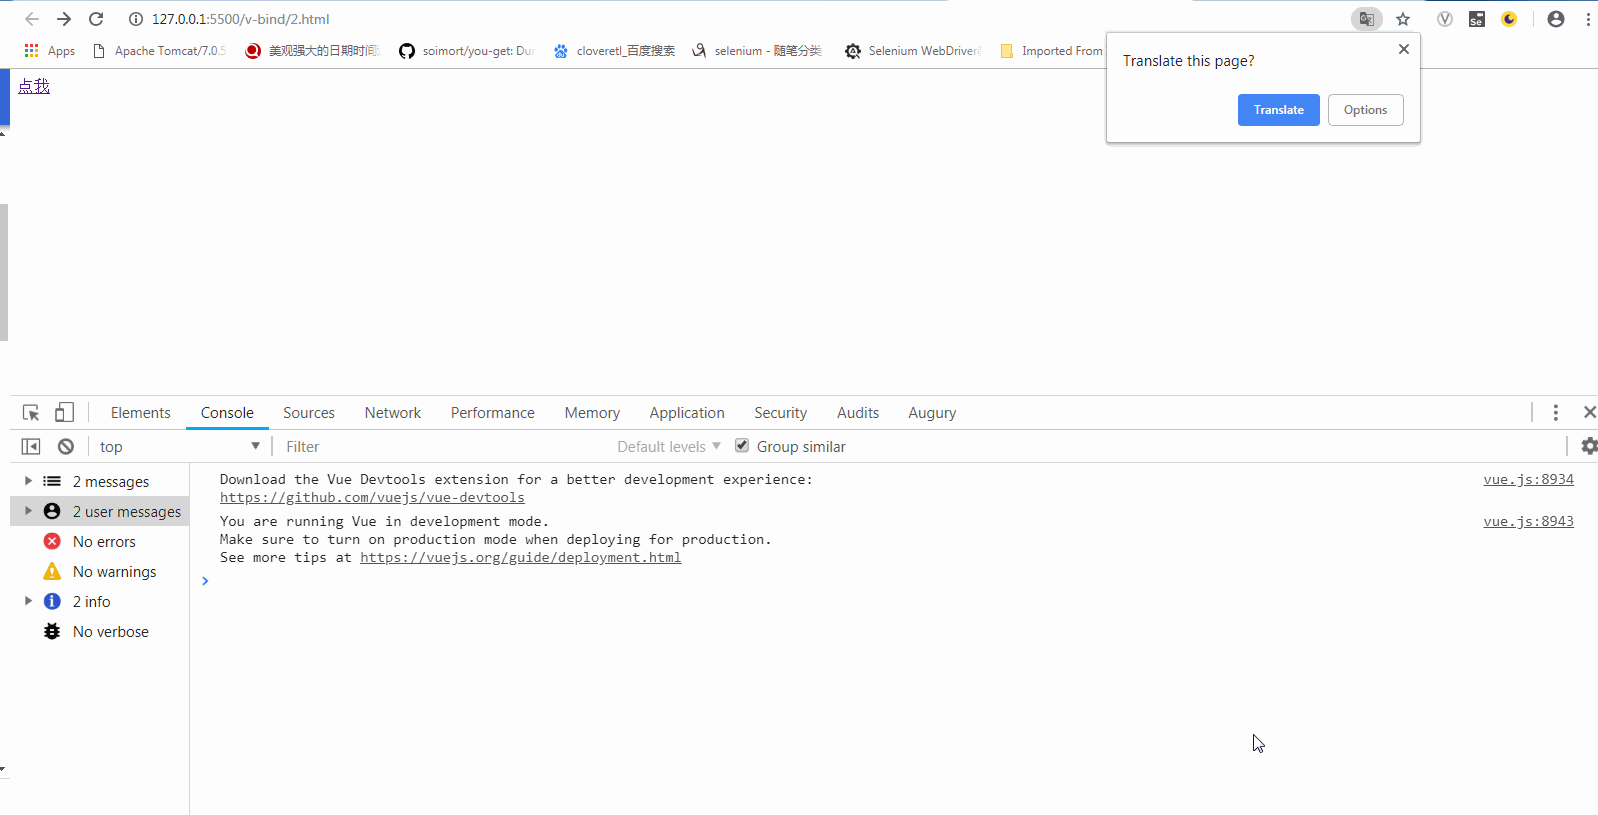 127.0.0.1:5500/v-bind/2.html
Apps Apache Tomcat/7.0.5 美观强大的日期时间 soimort/you-get: Du cloveretl_百度搜索 selenium - 随笔分类 Selenium WebDriver Imported From
Translate this page?
Translate Options
点我
Elements Console Sources Network Performance Memory Application Security Audits Augury
top Filter Default levels Group similar
2 messages
2 user messages
No errors
No warnings
2 info
No verbose
Download the Vue Devtools extension for a better development experience: vue.js:8934
https://github.com/vuejs/vue-devtools
You are running Vue in development mode. vue.js:8943
Make sure to turn on production mode when deploying for production.
See more tips at https://vuejs.org/guide/deployment.html